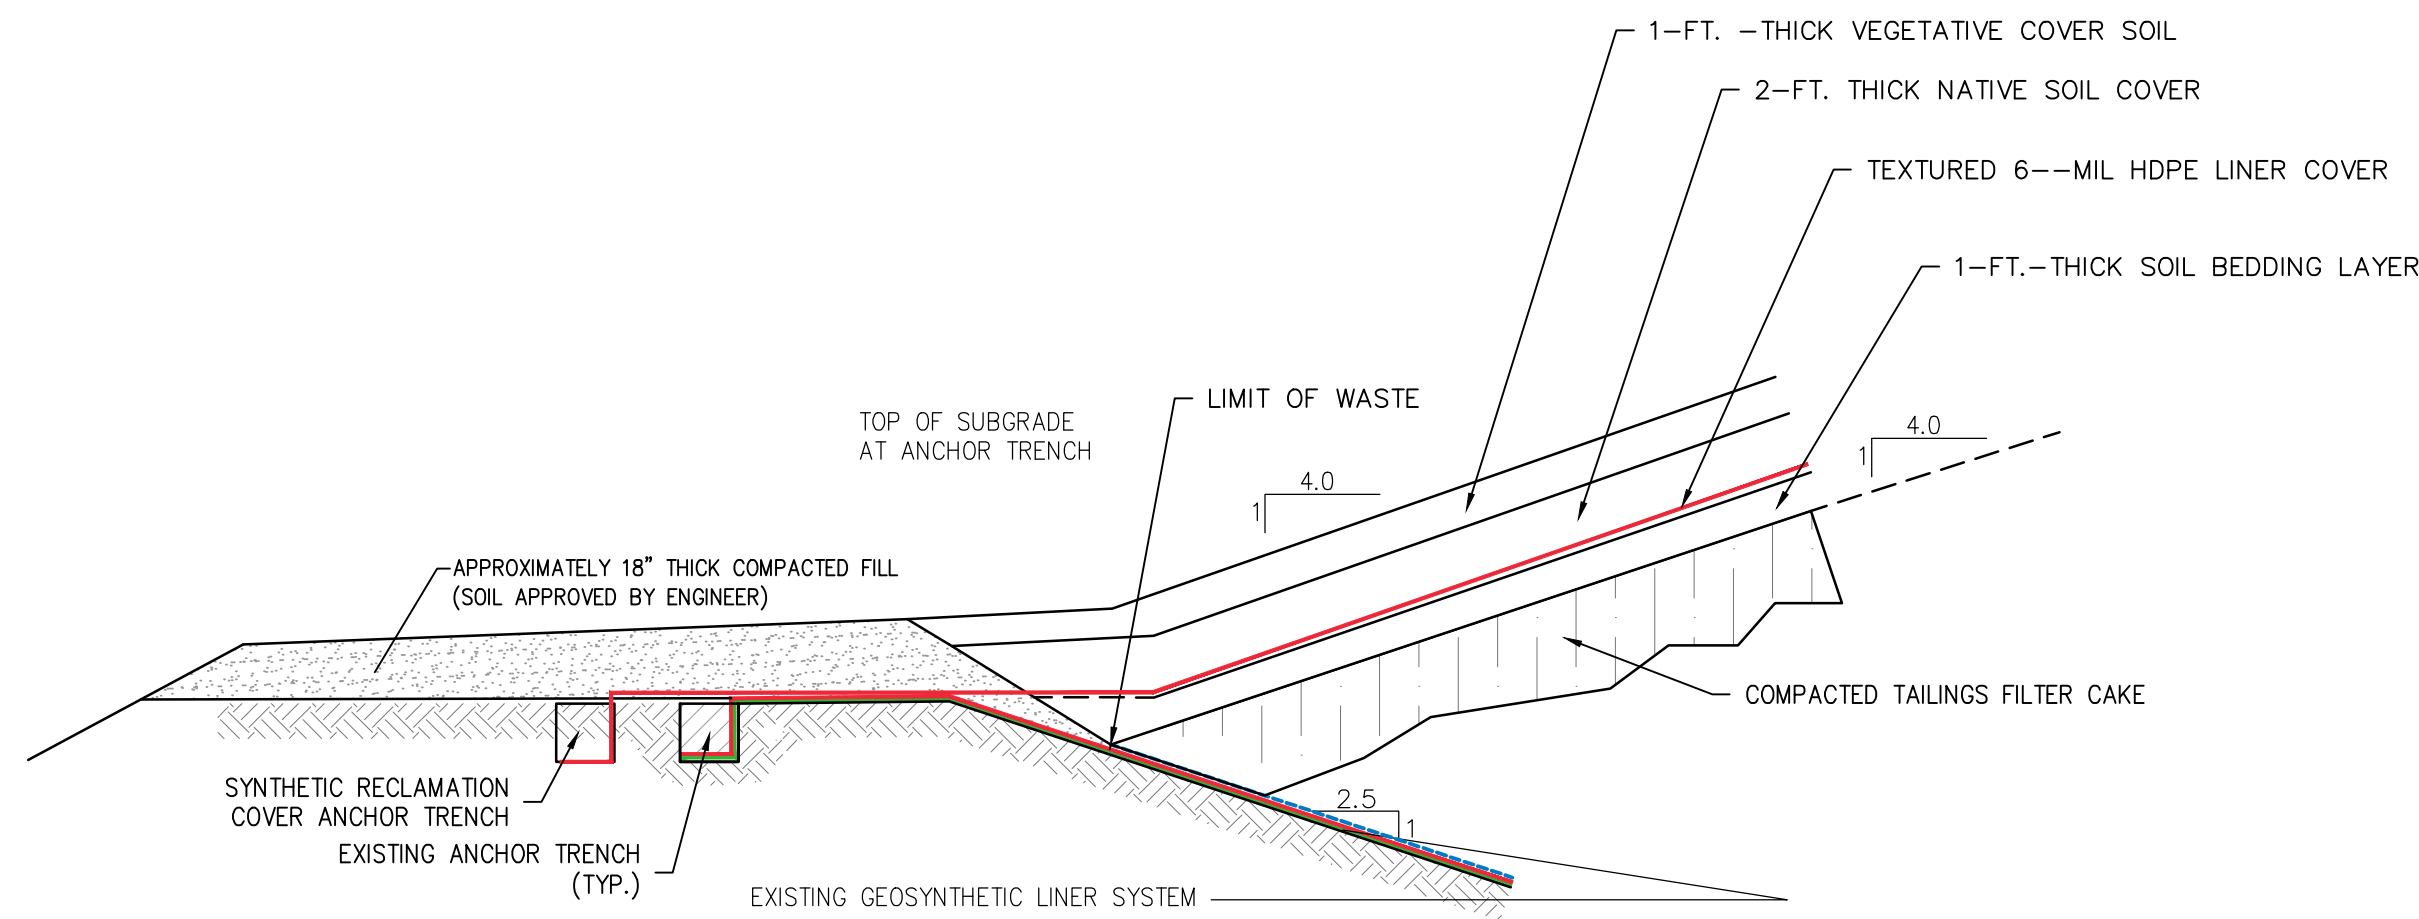 1-FT. -THICK VEGETATIVE COVER SOIL
2-FT. THICK NATIVE SOIL COVER
TEXTURED 6--MIL HDPE LINER COVER
1-FT.-THICK SOIL BEDDING LAYER
LIMIT OF WASTE
TOP OF SUBGRADE
AT ANCHOR TRENCH
4.0
1
4.0
1
APPROXIMATELY 18" THICK COMPACTED FILL
(SOIL APPROVED BY ENGINEER)
COMPACTED TAILINGS FILTER CAKE
SYNTHETIC RECLAMATION
COVER ANCHOR TRENCH
2.5
1
EXISTING ANCHOR TRENCH
(TYP.)
EXISTING GEOSYNTHETIC LINER SYSTEM